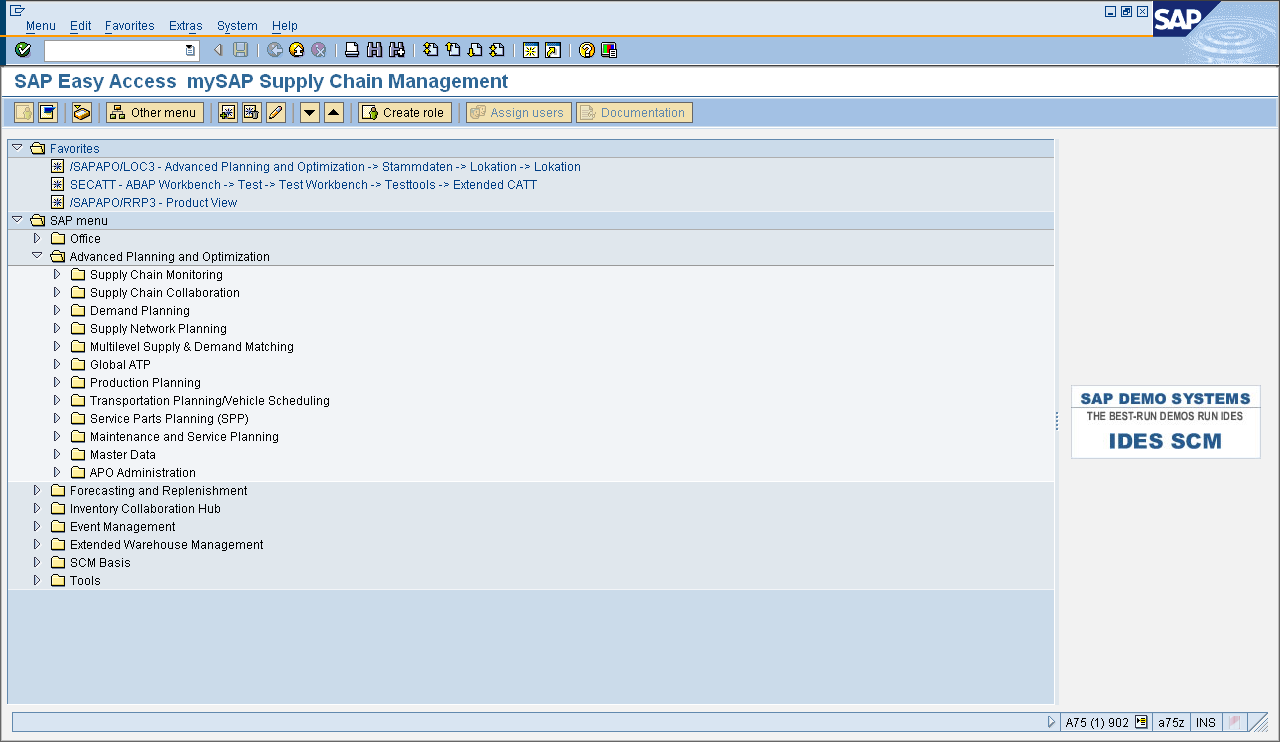 Menu Edit Favorites Extras System Help
SAP
SAP Easy Access mySAP Supply Chain Management
Other menu Create role Assign users Documentation
Favorites
/SAPAPO/LOC3 - Advanced Planning and Optimization -> Stammdaten -> Lokation -> Lokation
SECATT - ABAP Workbench -> Test -> Test Workbench -> Testtools -> Extended CATT
/SAPAPO/RRP3 - Product View
SAP menu
Office
Advanced Planning and Optimization
Supply Chain Monitoring
Supply Chain Collaboration
Demand Planning
Supply Network Planning
Multilevel Supply & Demand Matching
Global ATP
Production Planning
Transportation Planning/Vehicle Scheduling
Service Parts Planning (SPP)
Maintenance and Service Planning
Master Data
APO Administration
Forecasting and Replenishment
Inventory Collaboration Hub
Event Management
Extended Warehouse Management
SCM Basis
Tools
SAP DEMO SYSTEMS
THE BEST-RUN DEMOS RUN IDES
IDES SCM
A75 (1) 902 a75z INS